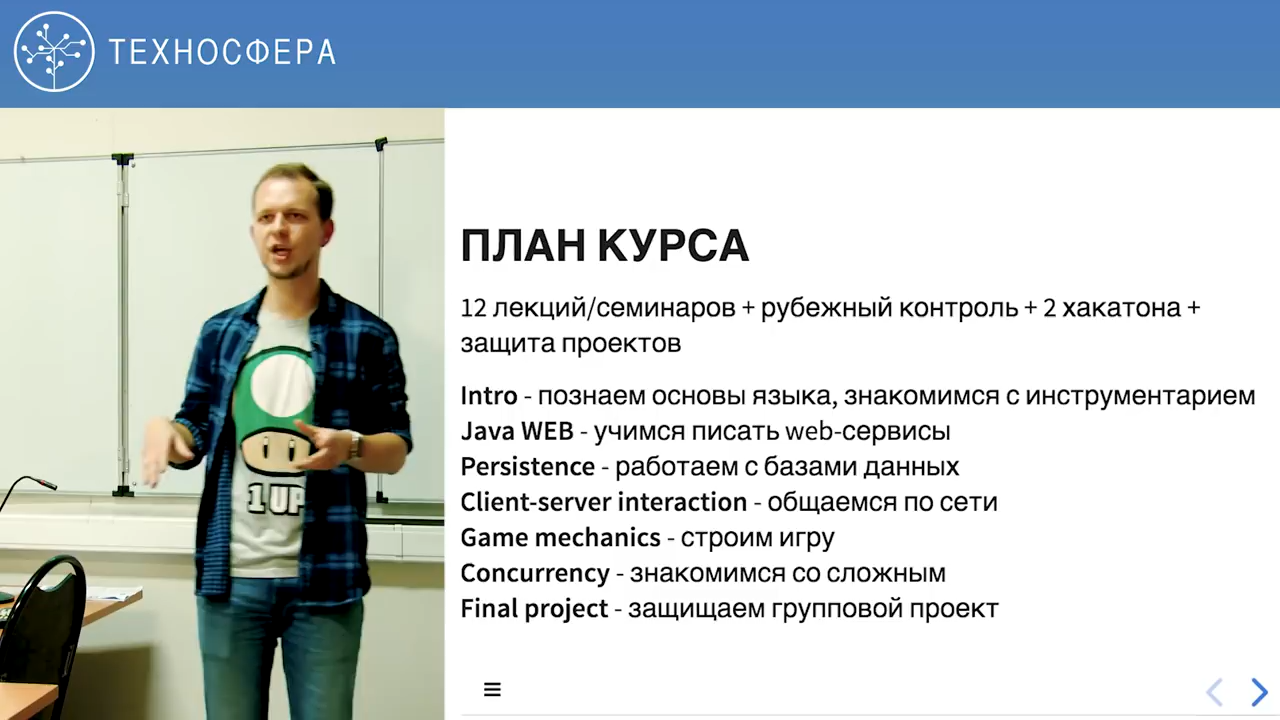 ТЕХНОСФЕРА
ПЛАН КУРСА
12 лекций/семинаров + рубежный контроль + 2 хакатона +
защита проектов
Intro - познаем основы языка, знакомимся с инструментарием
Java WEB - учимся писать web-сервисы
Persistence - работаем с базами данных
Client-server interaction - общаемся по сети
Game mechanics - строим игру
Concurrency - знакомимся со сложным
Final project - защищаем групповой проект
1 UP